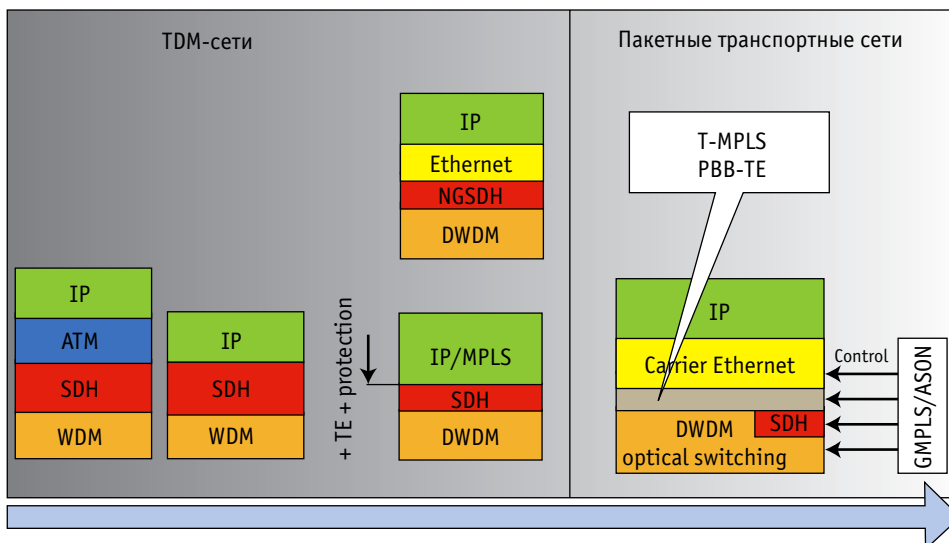 TDM-сети
Пакетные транспортные сети
IP
Ethernet
NGSDH
DWDM
T-MPLS
PBB-TE
IP
ATM
SDH
WDM
IP
SDH
WDM
+ TE + protection
IP/MPLS
SDH
DWDM
IP
Carrier Ethernet
DWDM
SDH
optical switching
Control
GMPLS/ASON